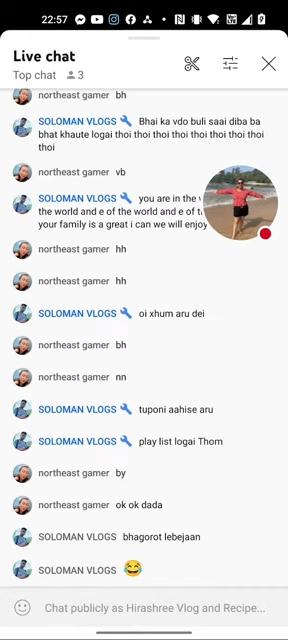 22:57
Live chat
Top chat 3
northeast gamer bh
SOLOMAN VLOGS Bhai ka vdo buli saai diba ba
bhat khaute logai thoi thoi thoi thoi thoi thoi thoi thoi
thoi
northeast gamer vb
SOLOMAN VLOGS you are in the
the world and e of the world and e of
your family is a great i can we will enjoy
northeast gamer hh
northeast gamer hh
SOLOMAN VLOGS oi xhum aru dei
northeast gamer bh
northeast gamer nn
SOLOMAN VLOGS tuponi aahise aru
SOLOMAN VLOGS play list logai Thom
northeast gamer by
northeast gamer ok ok dada
SOLOMAN VLOGS bhagorot lebejaan
SOLOMAN VLOGS 😂
Chat publicly as Hirashree Vlog and Recipe...